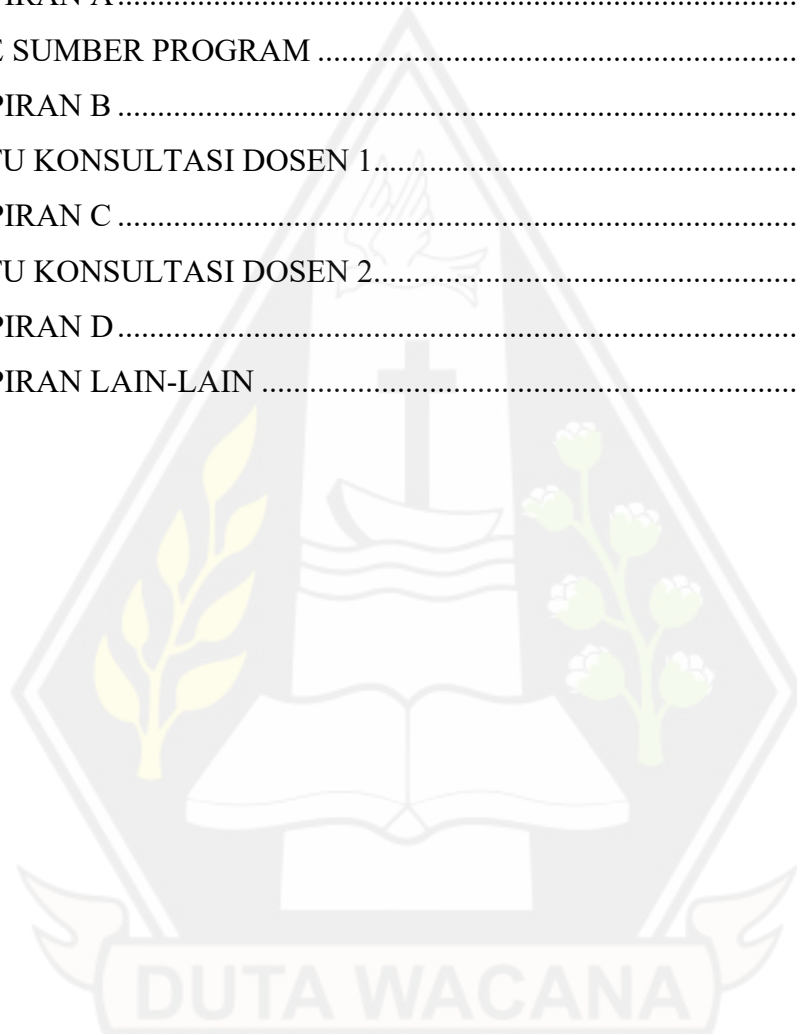 PIRAN A ..............................................................................
E SUMBER PROGRAM .....................................................
PIRAN B ..............................................................................
TU KONSULTASI DOSEN 1..............................................
PIRAN C ..............................................................................
TU KONSULTASI DOSEN 2..............................................
PIRAN D ..............................................................................
PIRAN LAIN-LAIN ............................................................
DUTA WACANA